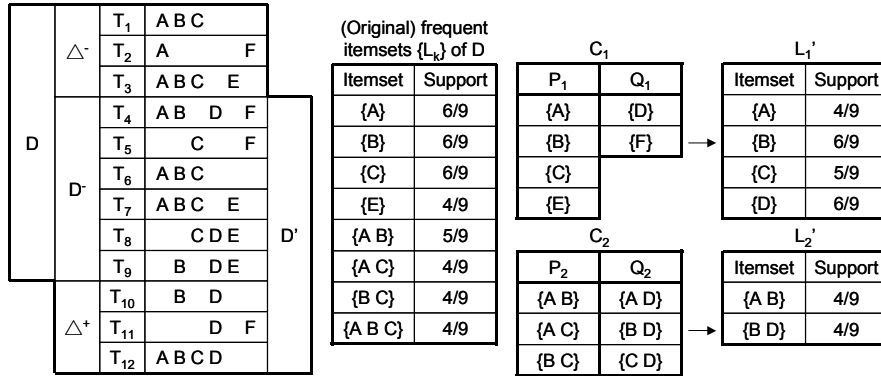 D
△-
T1 A B C
T2 A F
T3 A B C E
D-
T4 A B D F
T5 C F
T6 A B C
T7 A B C E
T8 C D E
T9 B D E
D'
△+
T10 B D
T11 D F
T12 A B C D
(Original) frequent
itemsets {Lk} of D
Itemset Support
{A} 6/9
{B} 6/9
{C} 6/9
{E} 4/9
{A B} 5/9
{A C} 4/9
{B C} 4/9
{A B C} 4/9
C1
P1 Q1
{A} {D}
{B} {F}
{C}
{E}
→
L1'
Itemset Support
{A} 4/9
{B} 6/9
{C} 5/9
{D} 6/9
C2
P2 Q2
{A B} {A D}
{A C} {B D}
{B C} {C D}
→
L2'
Itemset Support
{A B} 4/9
{B D} 4/9